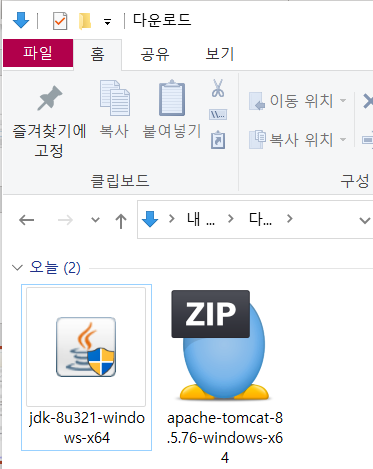 다운로드
파일 홈 공유 보기
즐겨찾기에
고정
복사
붙여넣기
이동 위치
복사 위치
클립보드
구성
내 ... 다...
오늘 (2)
ZIP
jdk-8u321-windo
ws-x64
apache-tomcat-8
.5.76-windows-x6
4